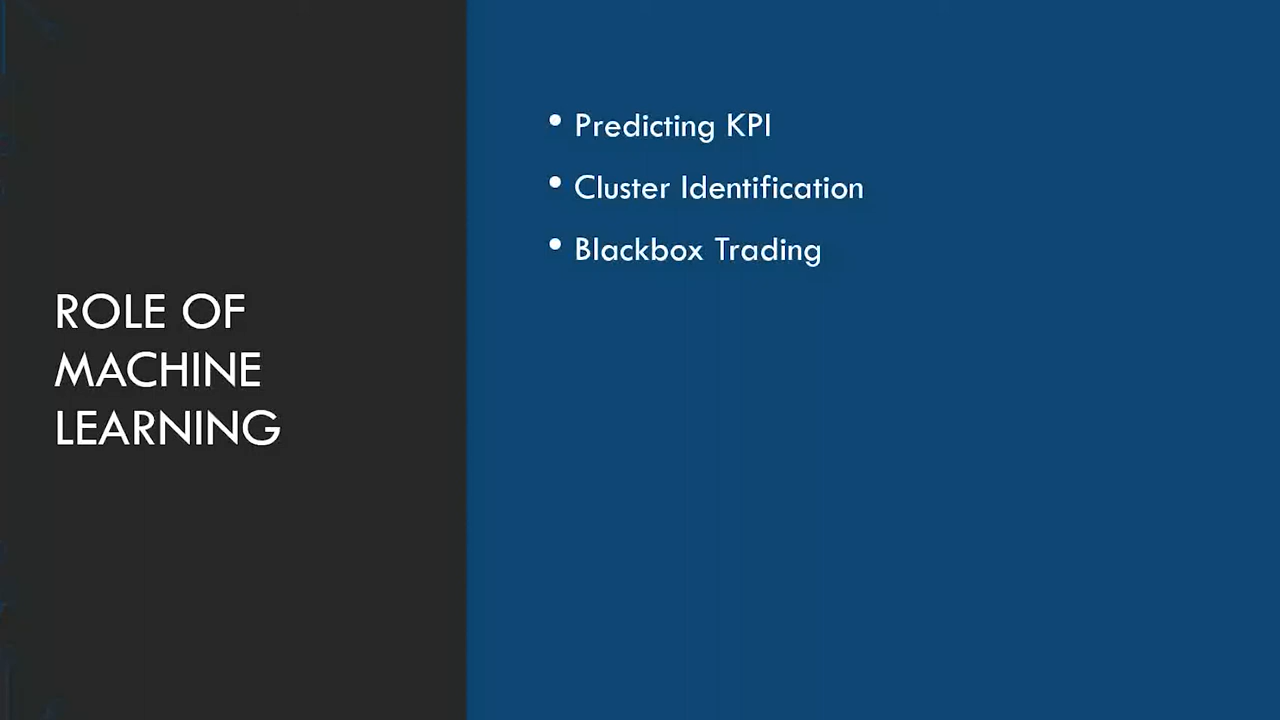 ROLE OF
MACHINE
LEARNING
• Predicting KPI
• Cluster Identification
• Blackbox Trading